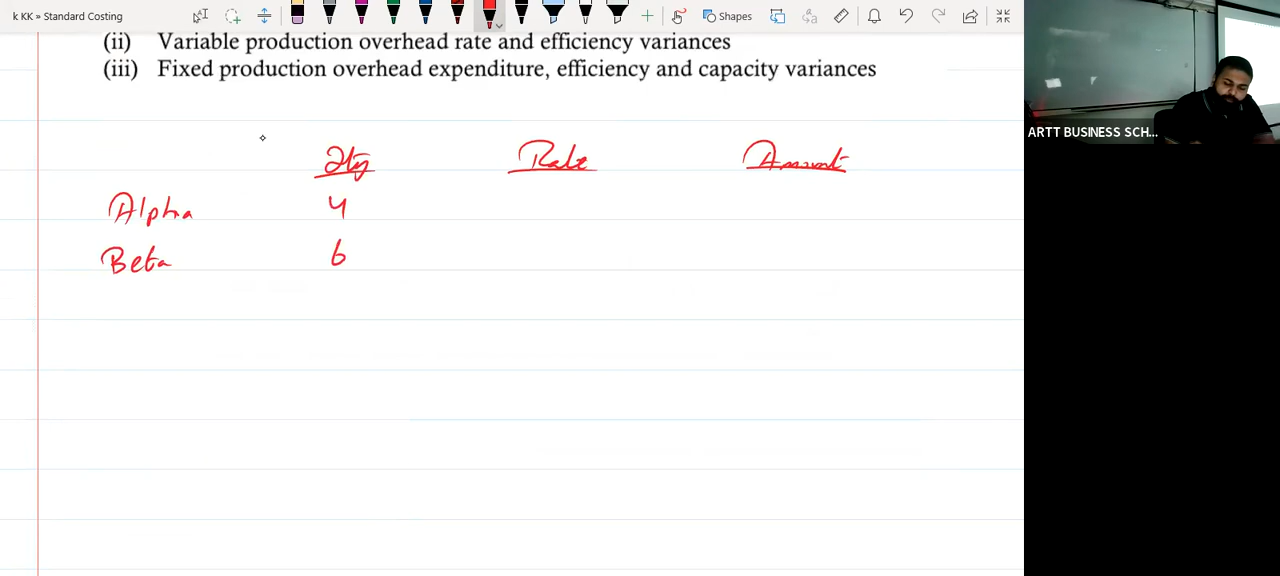 k KK » Standard Costing
Shapes
(ii) Variable production overhead rate and efficiency variances
(iii) Fixed production overhead expenditure, efficiency and capacity variances
ARTT BUSINESS SCH...
Qty Rate Amount
Alpha 4
Beta 6